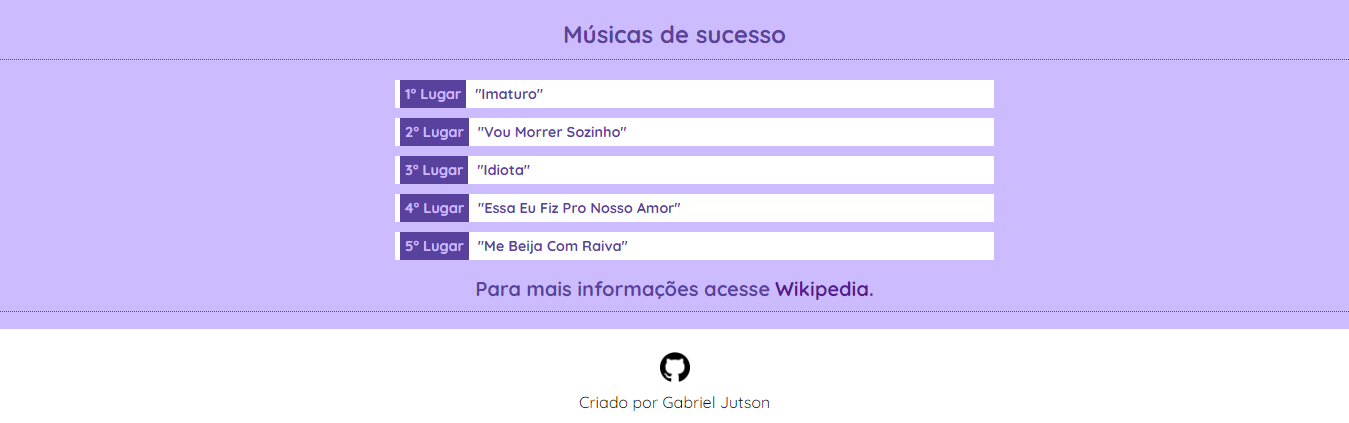 Músicas de sucesso
1º Lugar "Imaturo"
2º Lugar "Vou Morrer Sozinho"
3º Lugar "Idiota"
4º Lugar "Essa Eu Fiz Pro Nosso Amor"
5º Lugar "Me Beija Com Raiva"
Para mais informações acesse Wikipedia.
Criado por Gabriel Jutson